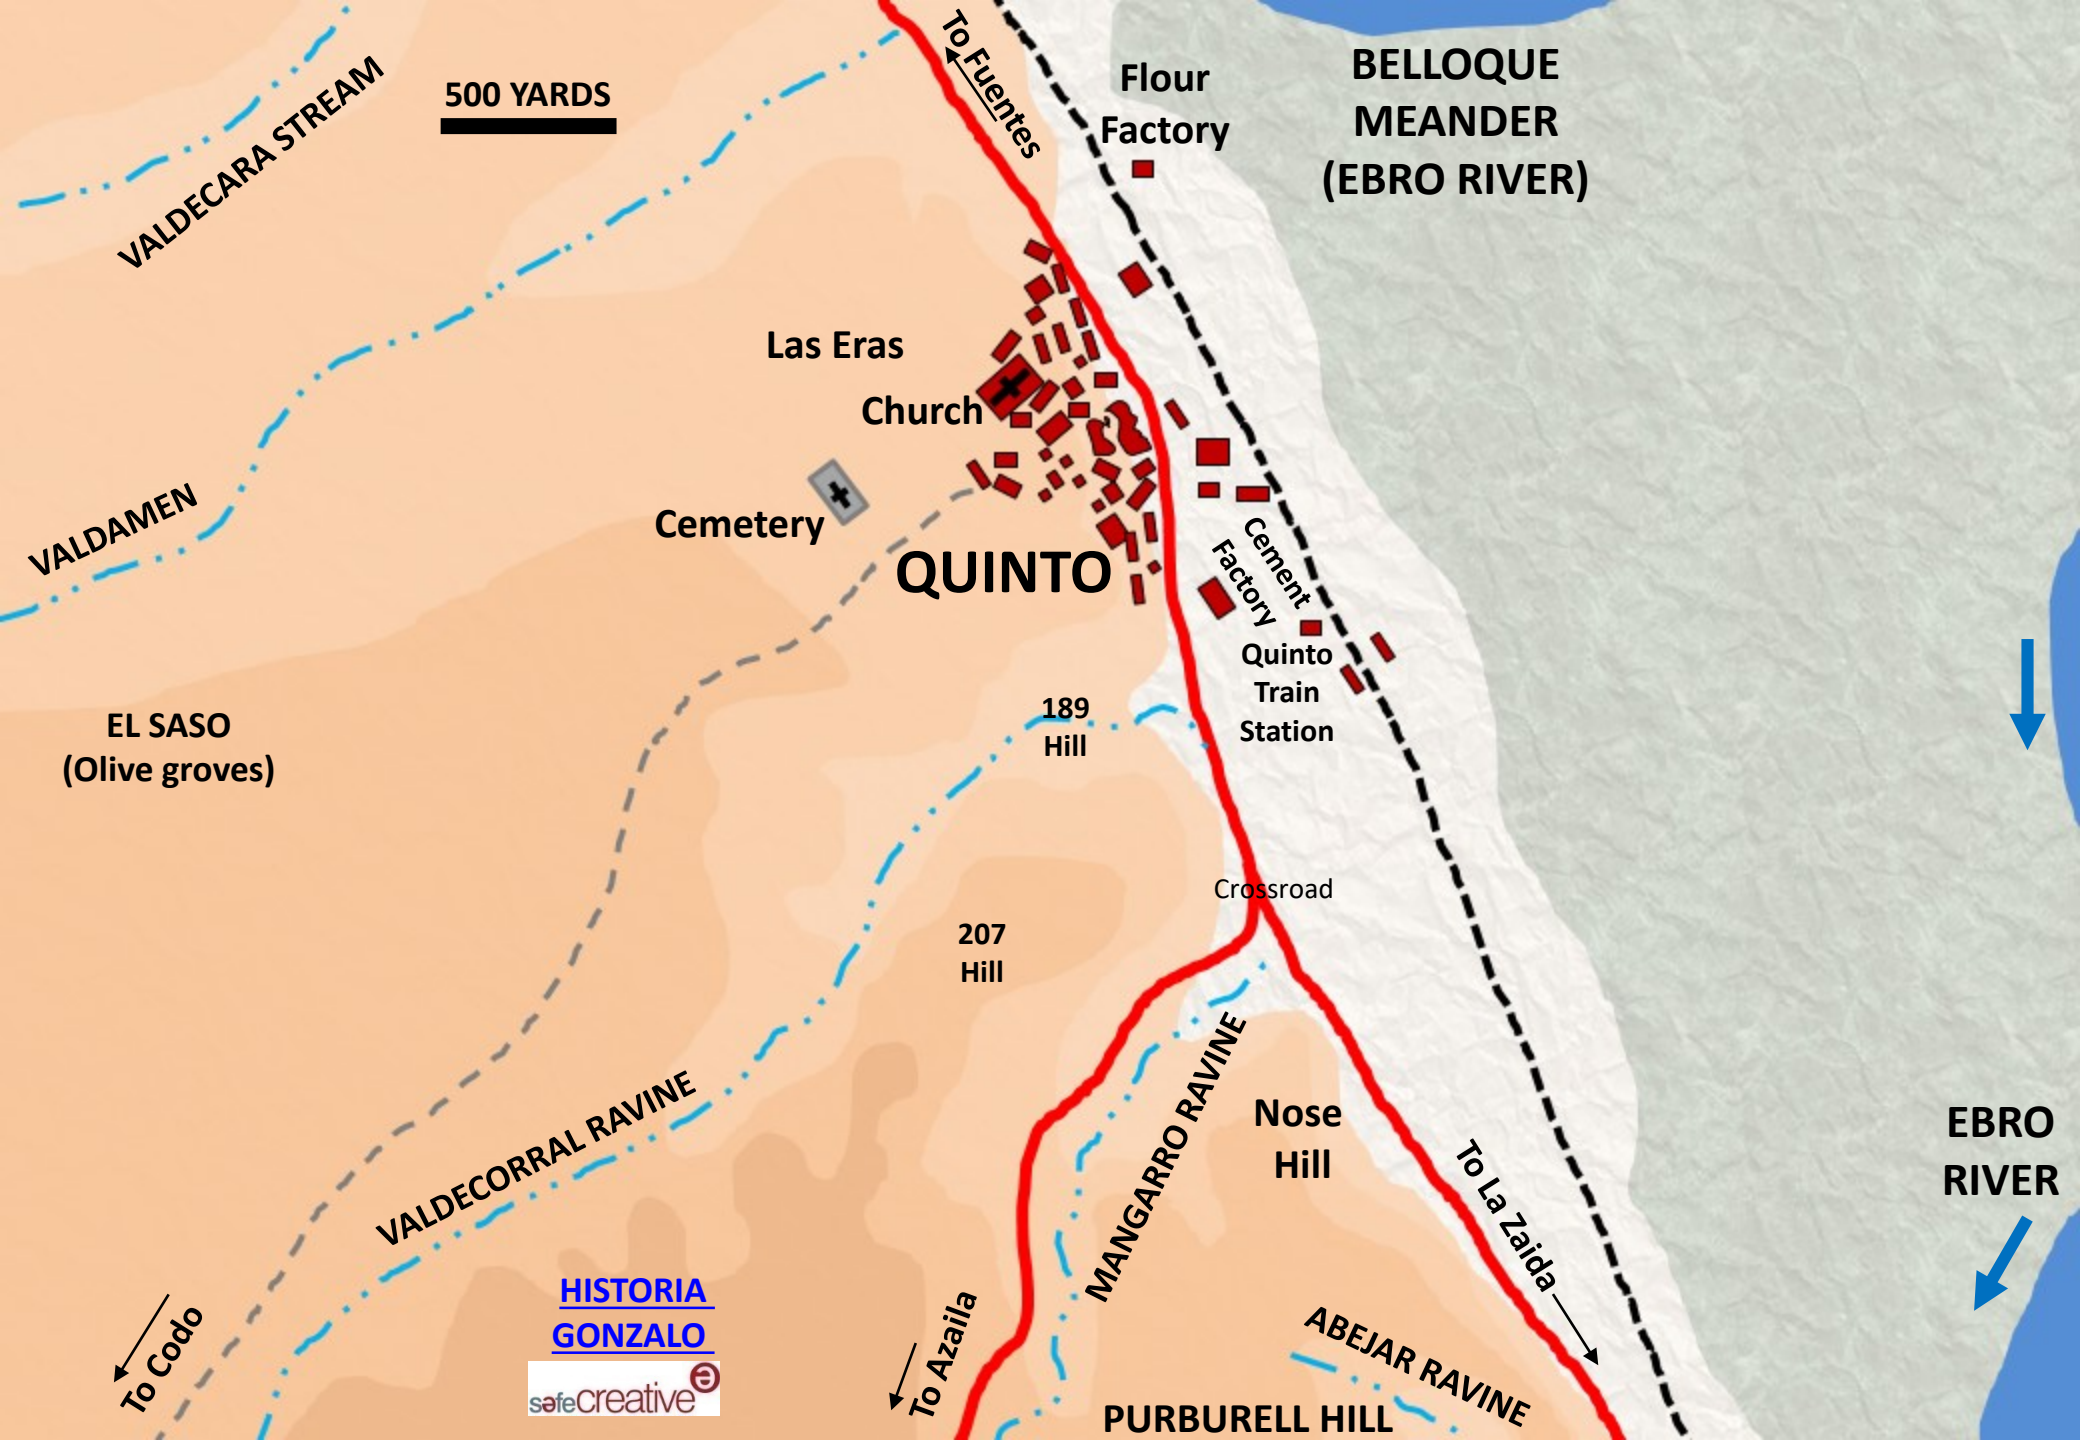 To Fuentes
Flour
Factory
BELLOQUE
MEANDER
(EBRO RIVER)
500 YARDS
VALDECARA STREAM
Las Eras
Church
Cemetery
QUINTO
VALDAMEN
Cement
Factory
Quinto
Train
Station
189
Hill
EL SASO
(Olive groves)
Crossroad
207
Hill
MANGARRO RAVINE
Nose
Hill
VALDECORRAL RAVINE
EBRO
RIVER
To La Zaida
HISTORIA
GONZALO
safecreative
To Codo
To Azaila
ABEJAR RAVINE
PURBURELL HILL